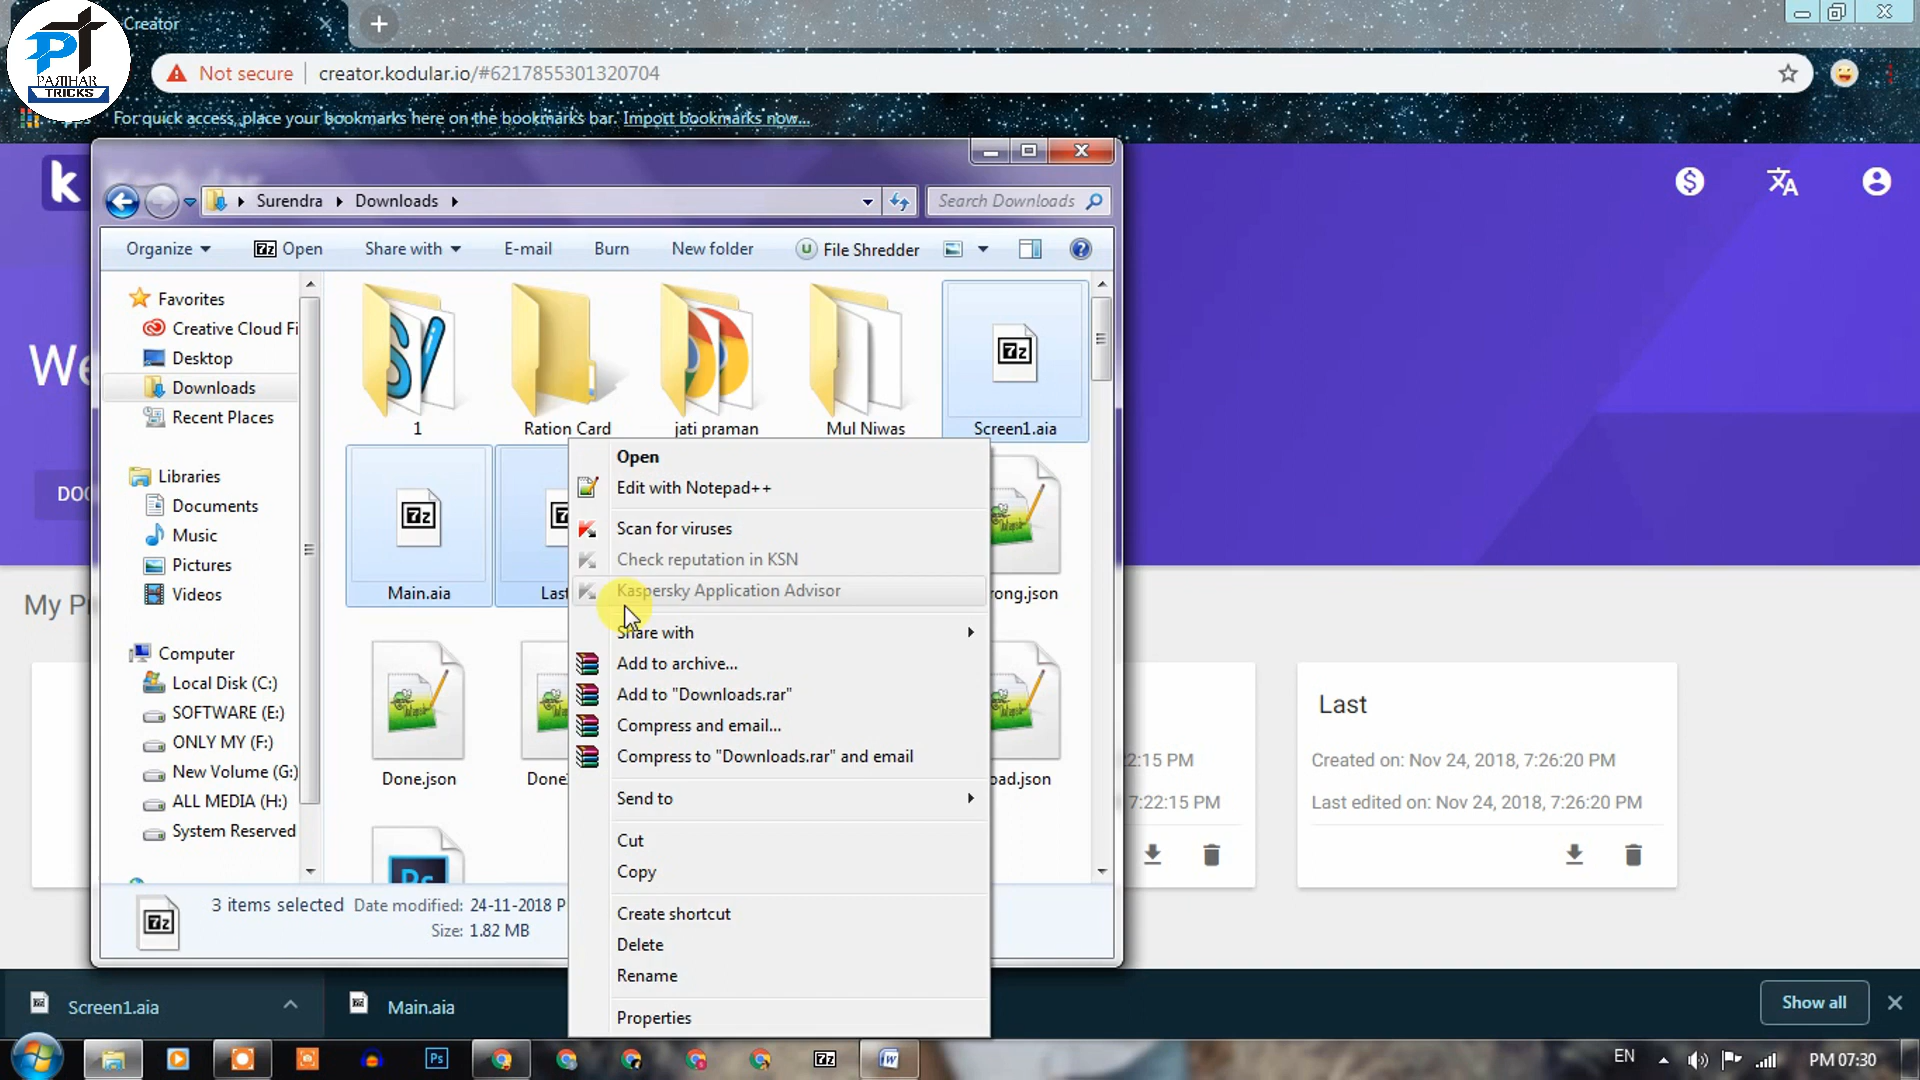 Creator
PARIHAR
TRICKS
Not secure
creator.kodular.io/#6217855301320704
For quick access, place your bookmarks here on the bookmarks bar. Import bookmarks now...
Surendra
Downloads
Search Downloads
Organize
Open
Share with
E-mail
Burn
New folder
File Shredder
Favorites
Creative Cloud Fi
Desktop
Downloads
Recent Places
Libraries
Documents
Music
Pictures
Videos
Computer
Local Disk (C:)
SOFTWARE (E:)
ONLY MY (F:)
New Volume (G:)
ALL MEDIA (H:)
System Reserved
1
Ration Card
jati praman
Mul Niwas
Screen1.aia
Main.aia
Last
rong.json
Done.json
Done
oad.json
Open
Edit with Notepad++
Scan for viruses
Check reputation in KSN
Kaspersky Application Advisor
Share with
Add to archive...
Add to "Downloads.rar"
Compress and email...
Compress to "Downloads.rar" and email
Send to
Cut
Copy
Create shortcut
Delete
Rename
Properties
3 items selected Date modified: 24-11-2018 P
Size: 1.82 MB
We
DOC
My Pr
2:15 PM
7:22:15 PM
Last
Created on: Nov 24, 2018, 7:26:20 PM
Last edited on: Nov 24, 2018, 7:26:20 PM
Screen1.aia
Main.aia
Show all
EN
PM 07:30